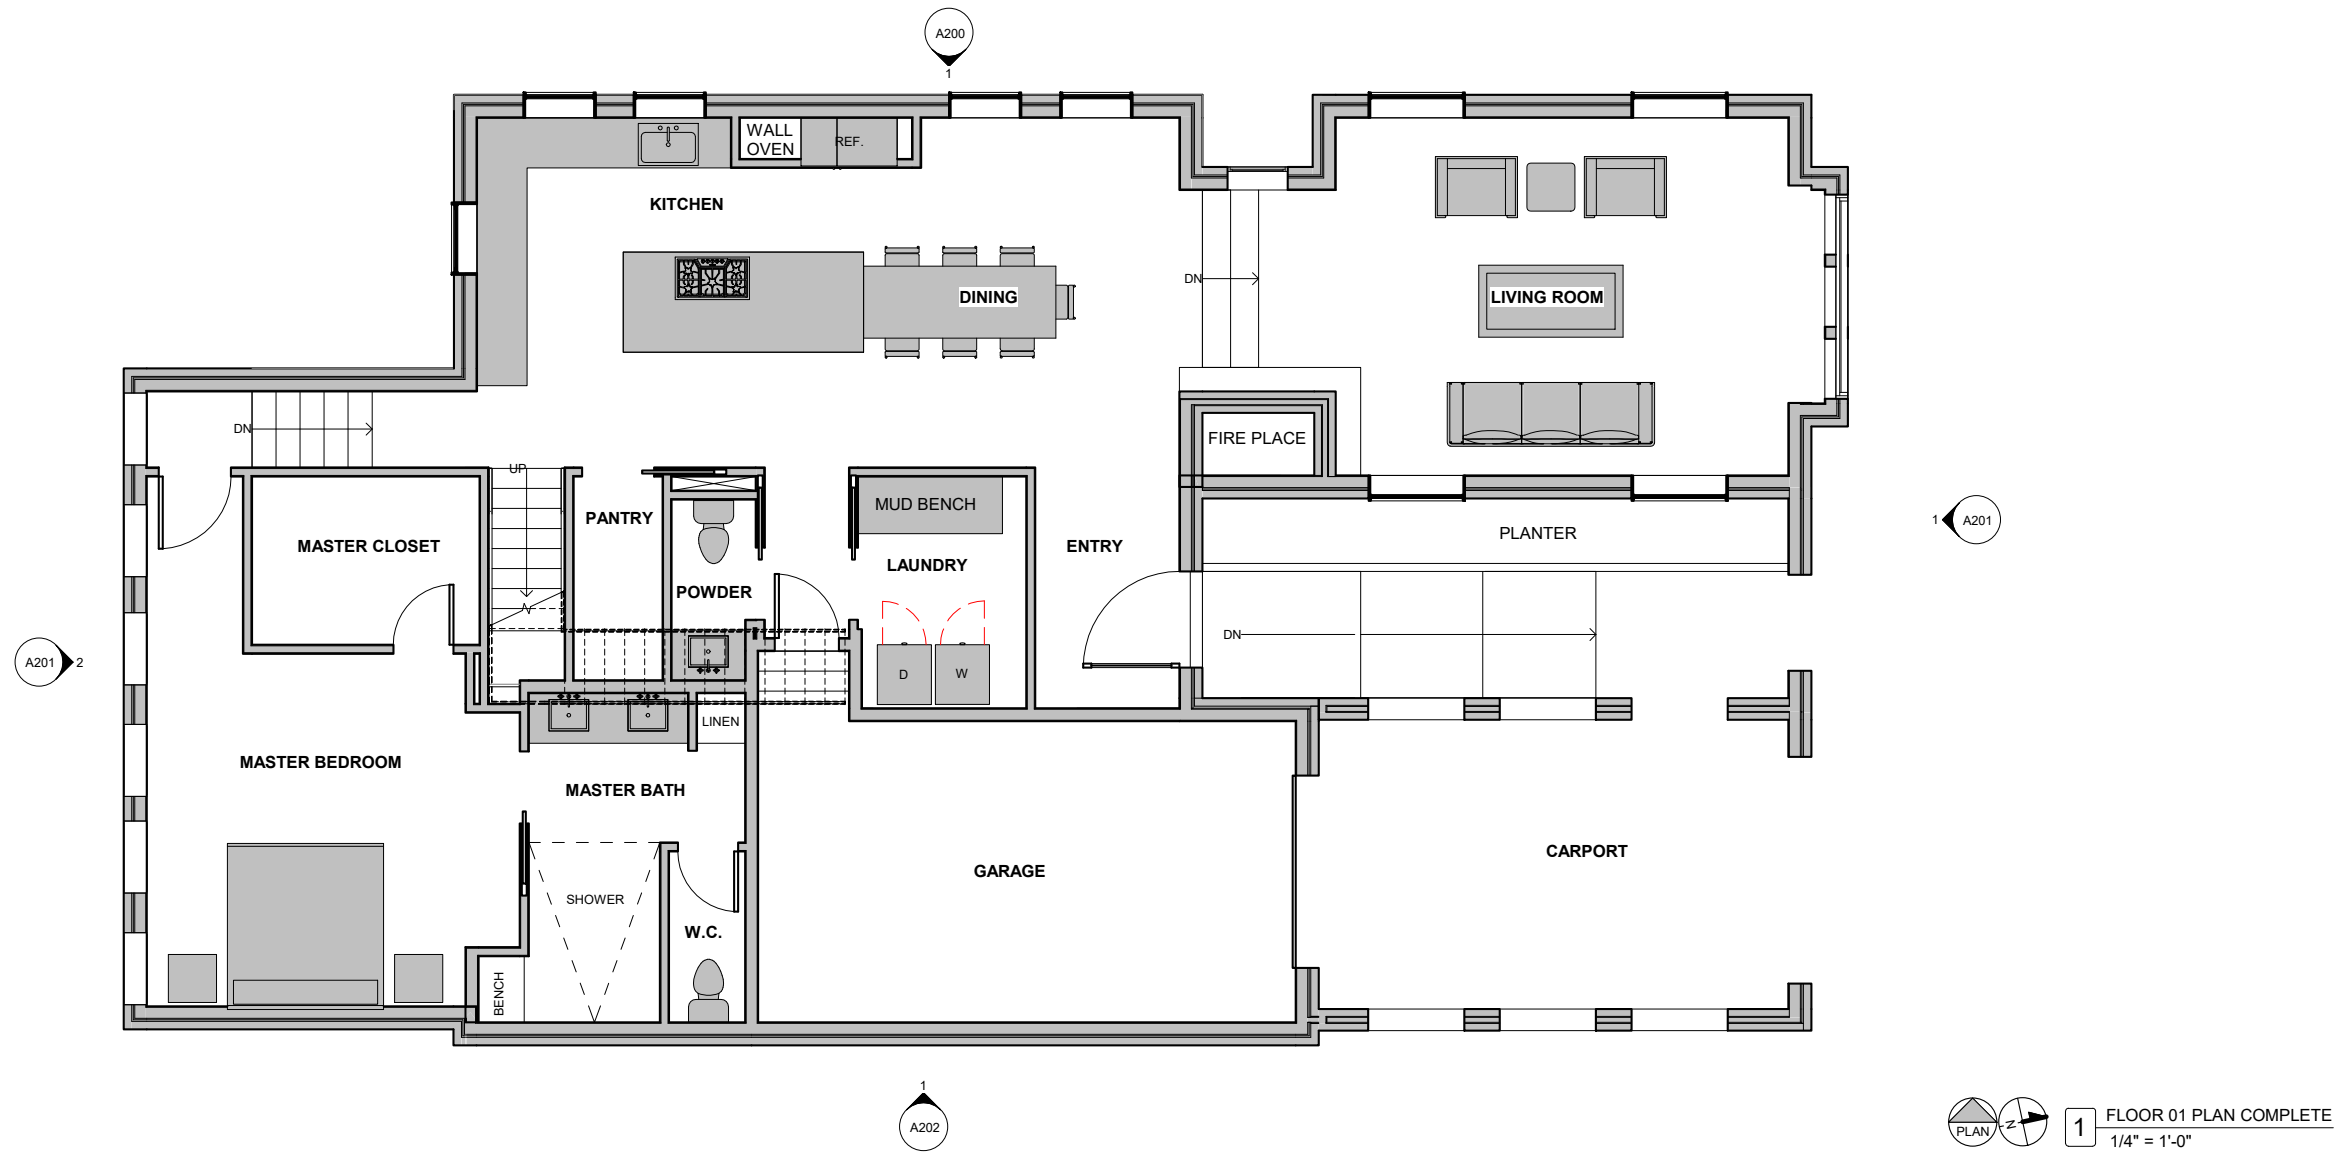 A200
1
WALL
OVEN
REF.
KITCHEN
DN
DINING
LIVING ROOM
DN
FIRE PLACE
UP
MUD BENCH
PANTRY
PLANTER
1
A201
MASTER CLOSET
ENTRY
LAUNDRY
POWDER
DN
A201
2
D
W
LINEN
MASTER BEDROOM
MASTER BATH
CARPORT
GARAGE
SHOWER
W.C.
BENCH
1
A202
PLAN
N
1
FLOOR 01 PLAN COMPLETE
1/4" = 1'-0"